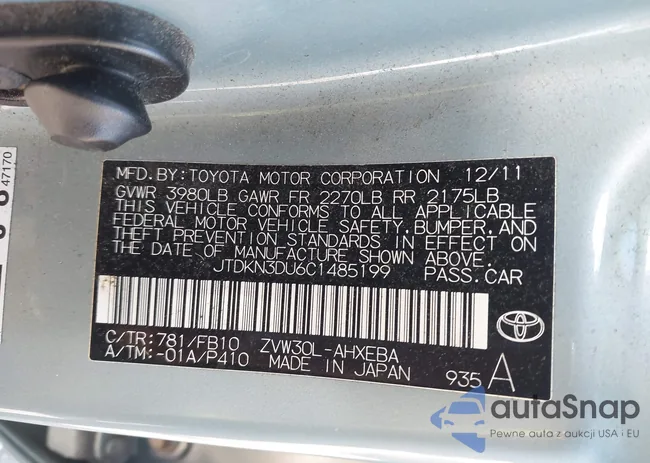 47170
MFD.BY:TOYOTA MOTOR CORPORATION 12/11
GVWR 3980LB GAWR FR 2270LB RR 2175LB
THIS VEHICLE CONFORMS TO ALL APPLICABLE
FEDERAL MOTOR VEHICLE SAFETY,BUMPER,AND
THEFT PREVENTION STANDARDS IN EFFECT ON
THE DATE OF MANUFACTURE SHOWN ABOVE.
JTDKN3DU6C1485199 PASS.CAR
C/TR:781/FB10 ZVW30L-AHXEBA
A/TM:-01A/P410 MADE IN JAPAN 935 A
autaSnap
Pewne auta z aukcji USA i EU